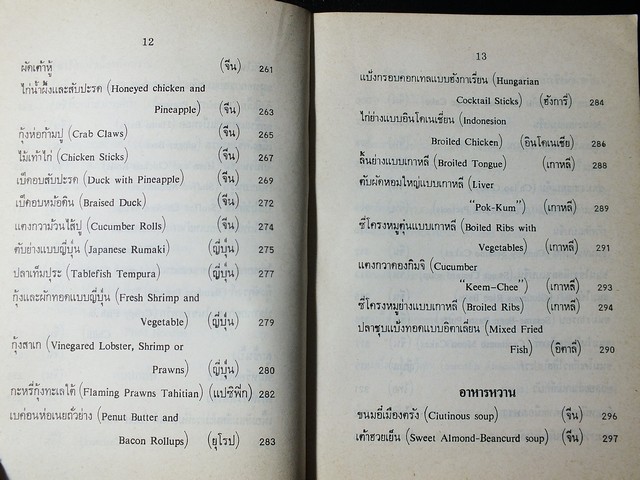 12
ผัดเต้าหู้ (จีน) 261
ไก่น้ำผึ้งและสับปะรด (Honeyed chicken and
Pineapple) (จีน) 263
กุ้งห่อก้ามปู (Crab Claws) (จีน) 265
ไม้เท้าไก่ (Chicken Sticks) (จีน) 267
เป็ดอบสับปะรด (Duck with Pineapple) (จีน) 269
เป็ดอบหม้อดิน (Braised Duck) (จีน) 272
แตงกวาม้วนไส้ปู (Cucumber Rolls) (จีน) 274
ตับย่างแบบญี่ปุ่น (Japanese Rumaki) (ญี่ปุ่น) 275
ปลาเท็มปุระ (Tablefish Tempura) (ญี่ปุ่น) 277
กุ้งและผักทอดแบบญี่ปุ่น (Fresh Shrimp and
Vegetable) (ญี่ปุ่น) 279
กุ้งสาเก (Vinegared Lobster, Shrimp or
Prawns) (ญี่ปุ่น) 280
กะหรี่กุ้งทะเลใต้ (Flaming Prawns Tahitian) (แปซิฟิก) 282
เบค่อนห่อเนยถั่วย่าง (Penut Butter and
Bacon Rollups) (ยุโรป) 283
13
แป้งกรอบคอกเทลแบบฮังกาเรียน (Hungarian
Cocktail Sticks) (ฮังการี) 284
ไก่ย่างแบบอินโดเนเซี่ยน (Indonesion
Broiled Chicken) (อินโดเนเซีย) 286
ลิ้นย่างแบบเกาหลี (Broiled Tongue) (เกาหลี) 288
ตับผัดหอมใหญ่แบบเกาหลี (Liver
"Pok-Kum") (เกาหลี) 289
ซี่โครงหมูตุ๋นแบบเกาหลี (Boiled Ribs with
Vegetables) (เกาหลี) 291
แตงกวาดองกิมจิ (Cucumber
"Keem-Chee") (เกาหลี) 293
ซี่โครงหมูย่างแบบเกาหลี (Broiled Ribs) (เกาหลี) 294
ปลาชุบแป้งทอดแบบอิตาเลี่ยน (Mixed Fried
Fish) (อิตาลี) 290
อาหารหวาน
ขนมอี๋เมืองตรัง (Ciutinous soup) (จีน) 296
เต้าฮวยเย็น (Sweet Almond-Beancurd soup) (จีน) 297